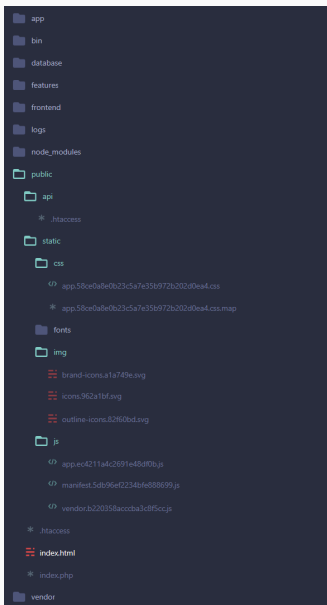 app
bin
database
features
frontend
logs
node_modules
public
api
.htaccess
static
css
app.58ce0a8e0b23c5a7e35b972b202d0ea4.css
app.58ce0a8e0b23c5a7e35b972b202d0ea4.css.map
fonts
img
brand-icons.a1a749e.svg
icons.962a1bf.svg
outline-icons.82f60bd.svg
js
app.ec4211a4c2691e48df0b.js
manifest.5db96ef2234bfe888699.js
vendor.b220358acccba3c8f5cc.js
.htaccess
index.html
index.php
vendor